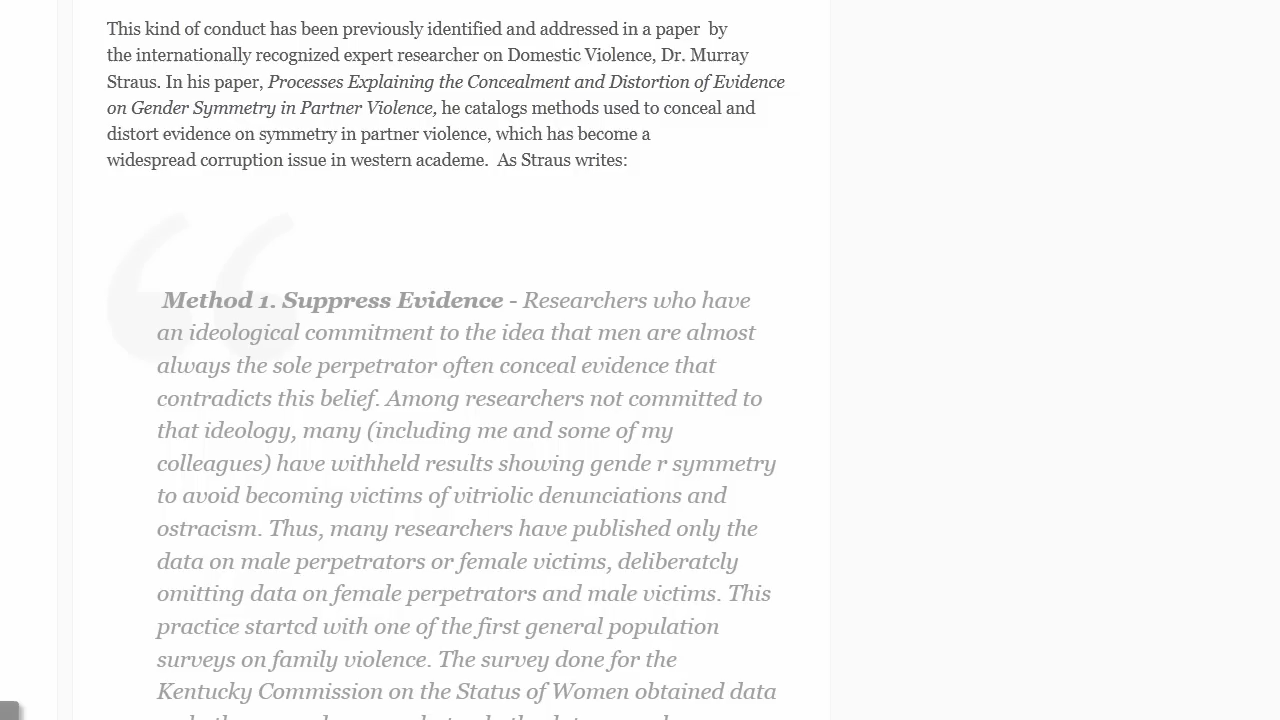 This kind of conduct has been previously identified and addressed in a paper  by
the internationally recognized expert researcher on Domestic Violence, Dr. Murray
Straus. In his paper, Processes Explaining the Concealment and Distortion of Evidence
on Gender Symmetry in Partner Violence, he catalogs methods used to conceal and
distort evidence on symmetry in partner violence, which has become a
widespread corruption issue in western academe.  As Straus writes:
Method 1. Suppress Evidence - Researchers who have
an ideological commitment to the idea that men are almost
always the sole perpetrator often conceal evidence that
contradicts this belief. Among researchers not committed to
that ideology, many (including me and some of my
colleagues) have withheld results showing gende r symmetry
to avoid becoming victims of vitriolic denunciations and
ostracism. Thus, many researchers have published only the
data on male perpetrators or female victims, deliberatcly
omitting data on female perpetrators and male victims. This
practice startcd with one of the first general population
surveys on family violence. The survey done for the
Kentucky Commission on the Status of Women obtained data